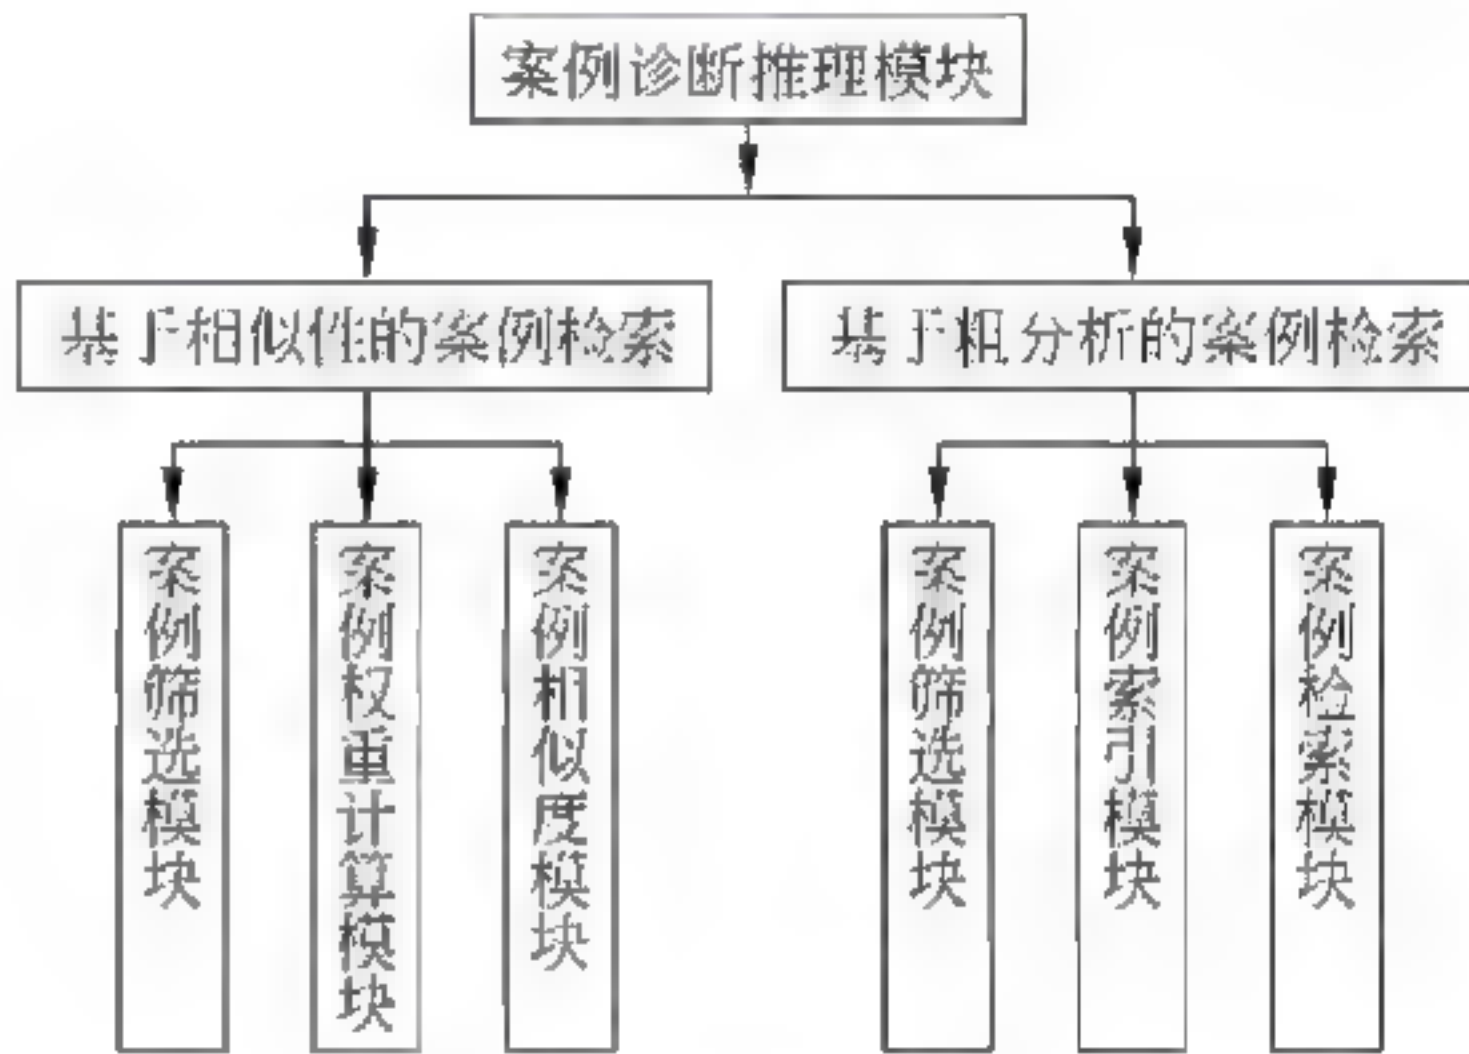 案例诊断推理模块
基于相似性的案例检索
基于粗分析的案例检索
案例筛选模块
案例权重计算模块
案例相似度模块
案例筛选模块
案例索引模块
案例检索模块